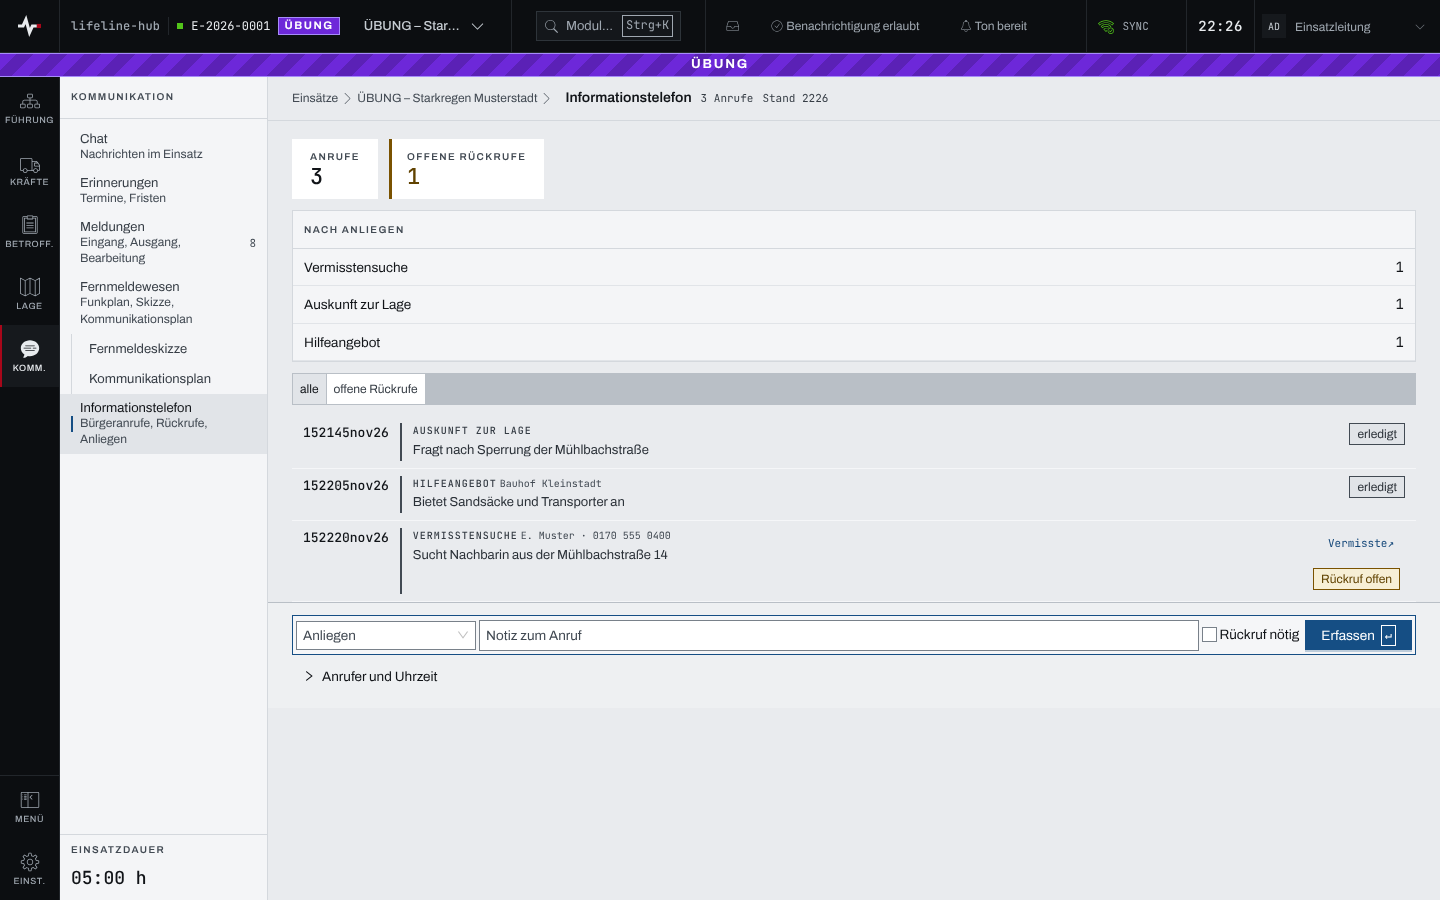 lifeline-hub E-2026-0001 ÜBUNG ÜBUNG – Star... Modul... Strg+K Benachrichtigung erlaubt Ton bereit SYNC 22:26 AD Einsatzleitung
ÜBUNG
FÜHRUNG
KRÄFTE
BETROFF.
LAGE
KOMM.
MENÜ
EINST.
KOMMUNIKATION
Chat
Nachrichten im Einsatz
Erinnerungen
Termine, Fristen
Meldungen
Eingang, Ausgang,
Bearbeitung
8
Fernmeldewesen
Funkplan, Skizze,
Kommunikationsplan
Fernmeldeskizze
Kommunikationsplan
Informationstelefon
Bürgeranrufe, Rückrufe,
Anliegen
EINSATZDAUER
05:00 h
Einsätze ÜBUNG – Starkregen Musterstadt Informationstelefon 3 Anrufe Stand 2226
ANRUFE
3
OFFENE RÜCKRUFE
1
NACH ANLIEGEN
Vermisstensuche 1
Auskunft zur Lage 1
Hilfeangebot 1
alle offene Rückrufe
152145nov26 AUSKUNFT ZUR LAGE
Fragt nach Sperrung der Mühlbachstraße
erledigt
152205nov26 HILFEANGEBOT Bauhof Kleinstadt
Bietet Sandsäcke und Transporter an
erledigt
152220nov26 VERMISSTENSUCHE E. Muster · 0170 555 0400
Sucht Nachbarin aus der Mühlbachstraße 14
Vermisste↗
Rückruf offen
Anliegen Notiz zum Anruf Rückruf nötig Erfassen ↵
Anrufer und Uhrzeit